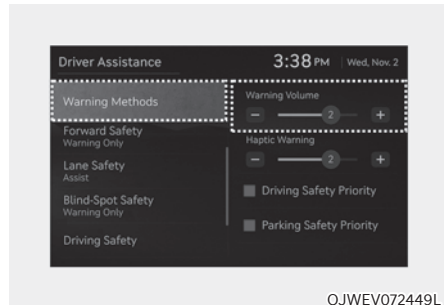 Driver Assistance 3:38 PM Wed, Nov. 2
Warning Methods
Forward Safety
Warning Only
Lane Safety
Assist
Blind-Spot Safety
Warning Only
Driving Safety
Warning Volume
− 2 +
Haptic Warning
− 2 +
Driving Safety Priority
Parking Safety Priority
OJWEV072449L